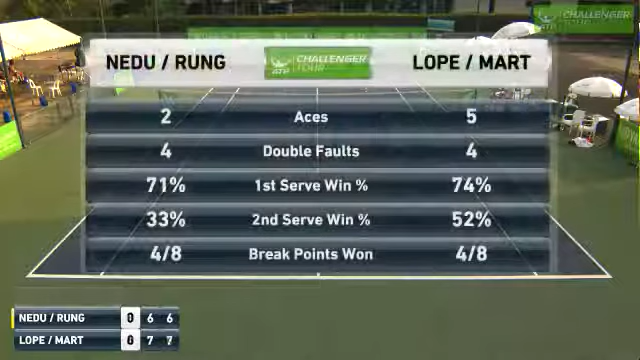 CHALLENGER
NEDU / RUNG
ATP
CHALLENGER
TOUR
LOPE / MART
2 Aces 5
4 Double Faults 4
71% 1st Serve Win % 74%
33% 2nd Serve Win % 52%
4/8 Break Points Won 4/8
NEDU / RUNG 0 6 6
LOPE / MART 0 7 7